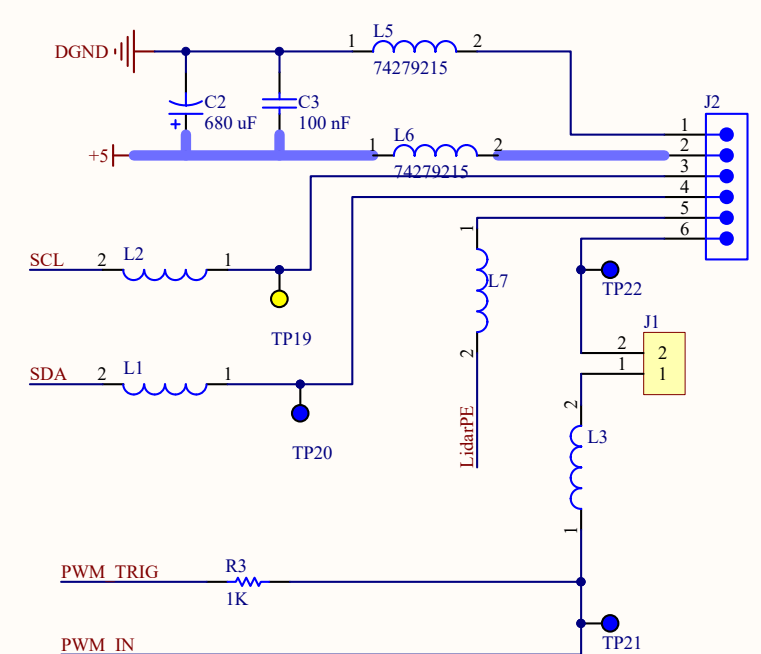 L5
1 2
DGND
74279215
J2
C2 C3
680 uF 100 nF
+
1
L6
1 2
+5
2
74279215
3
4
5
1
6
SCL
2 L2 1
L7
TP22
TP19
J1
2 2
1 1
2
SDA
2 L1 1
2
L3
TP20
LidarPE
1
PWM_TRIG
R3
1K
TP21
PWM_IN